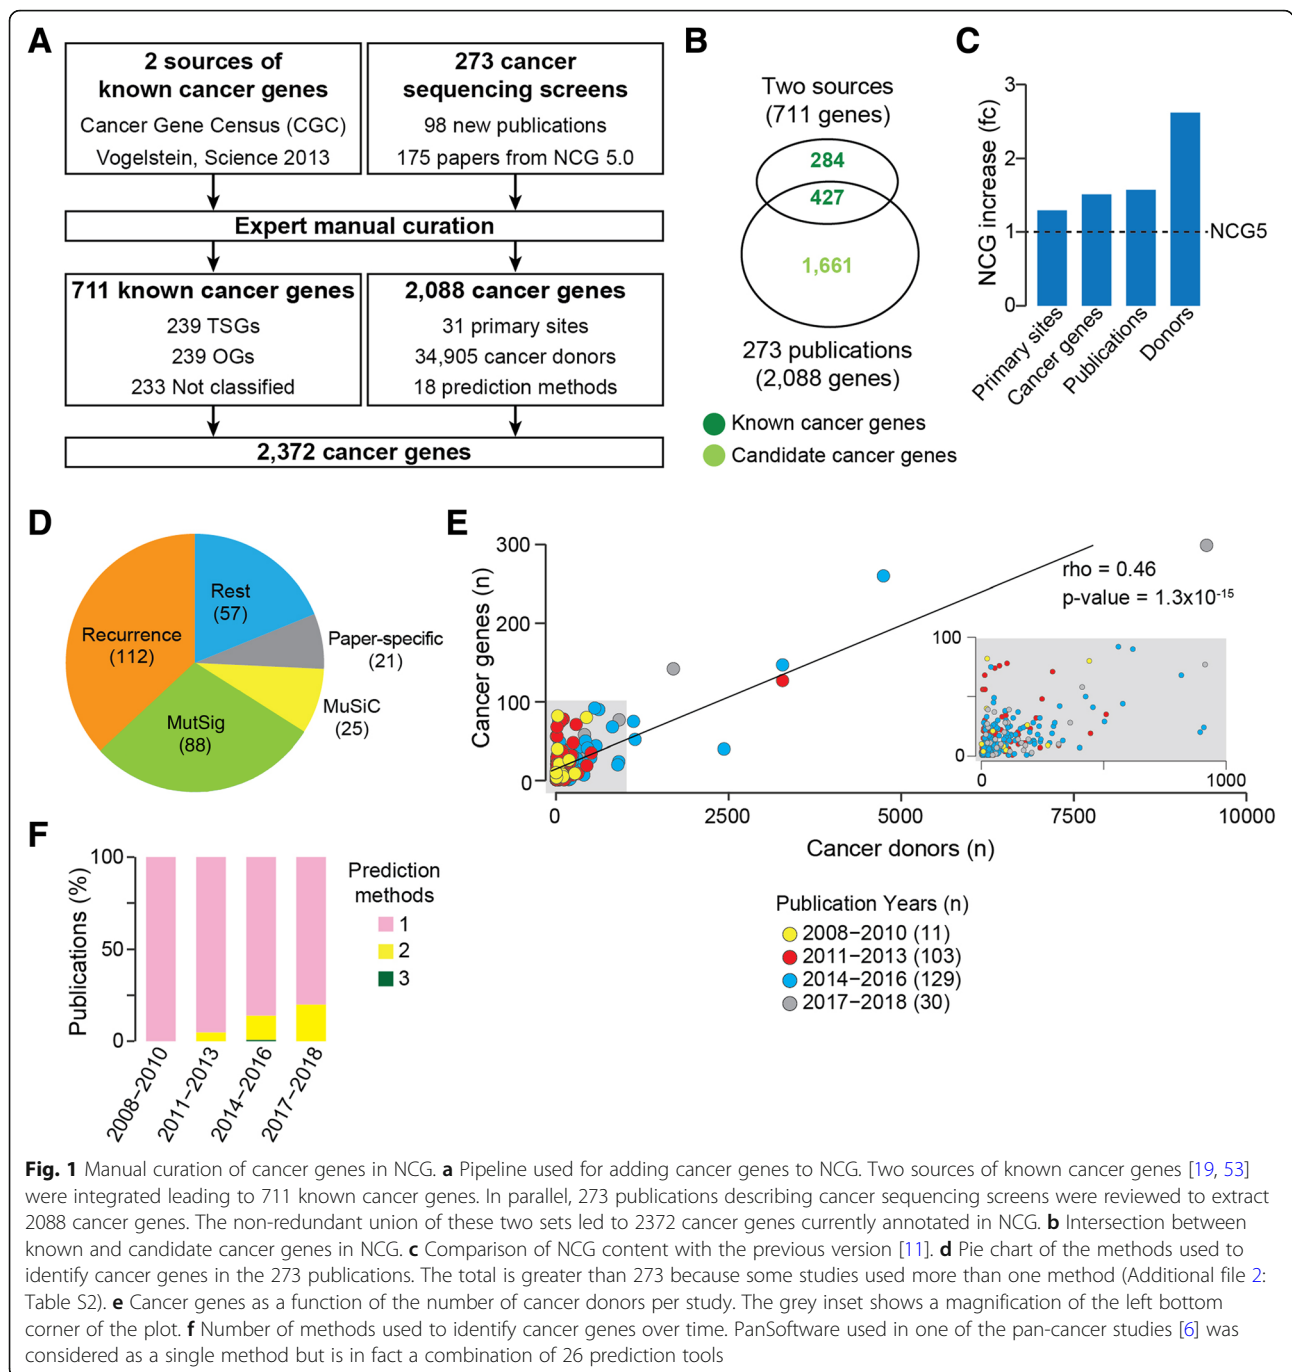 A
2 sources of
known cancer genes
Cancer Gene Census (CGC)
Vogelstein, Science 2013
273 cancer
sequencing screens
98 new publications
175 papers from NCG 5.0
Expert manual curation
711 known cancer genes
239 TSGs
239 OGs
233 Not classified
2,088 cancer genes
31 primary sites
34,905 cancer donors
18 prediction methods
2,372 cancer genes
B
Two sources
(711 genes)
284
427
1,661
273 publications
(2,088 genes)
Known cancer genes
Candidate cancer genes
C
NCG increase (fc)
3
2
1
0
NCG5
Primary sites
Cancer genes
Publications
Donors
D
Rest
(57)
Paper-specific
(21)
MuSiC
(25)
MutSig
(88)
Recurrence
(112)
E
Cancer genes (n)
300
200
100
0
rho = 0.46
p-value = 1.3x10⁻¹⁵
100
0
0
1000
0
2500
5000
7500
10000
Cancer donors (n)
Publication Years (n)
2008−2010 (11)
2011−2013 (103)
2014−2016 (129)
2017−2018 (30)
F
Publications (%)
100
50
0
2008−2010
2011−2013
2014−2016
2017−2018
Prediction
methods
1
2
3
Fig. 1 Manual curation of cancer genes in NCG. a Pipeline used for adding cancer genes to NCG. Two sources of known cancer genes [19, 53]
were integrated leading to 711 known cancer genes. In parallel, 273 publications describing cancer sequencing screens were reviewed to extract
2088 cancer genes. The non-redundant union of these two sets led to 2372 cancer genes currently annotated in NCG. b Intersection between
known and candidate cancer genes in NCG. c Comparison of NCG content with the previous version [11]. d Pie chart of the methods used to
identify cancer genes in the 273 publications. The total is greater than 273 because some studies used more than one method (Additional file 2:
Table S2). e Cancer genes as a function of the number of cancer donors per study. The grey inset shows a magnification of the left bottom
corner of the plot. f Number of methods used to identify cancer genes over time. PanSoftware used in one of the pan-cancer studies [6] was
considered as a single method but is in fact a combination of 26 prediction tools